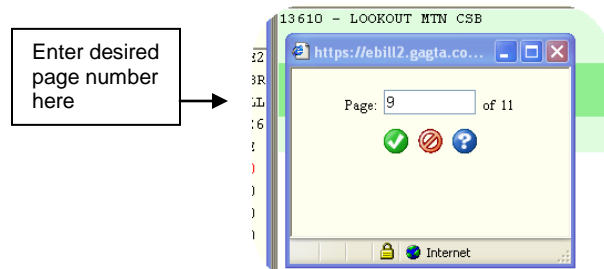 13610 - LOOKOUT MTN CSB
https://ebill2.gagta.co...
Enter desired
page number
here
Page: 9 of 11
Internet